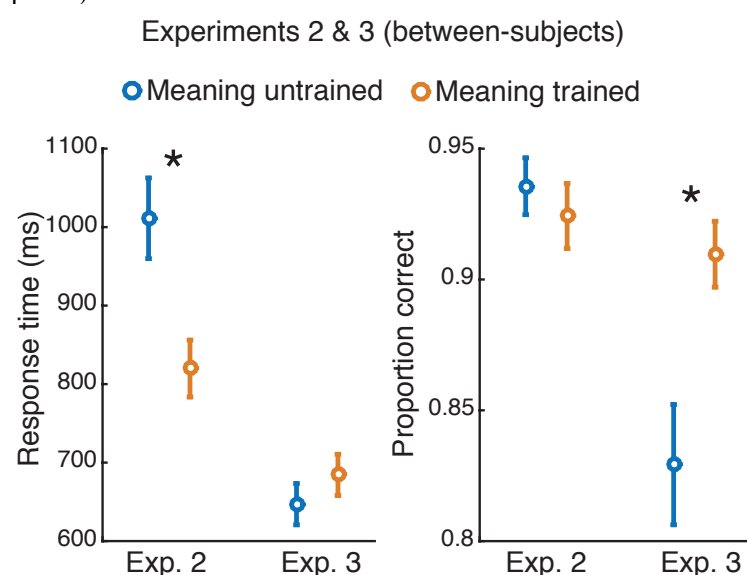 Experiments 2 & 3 (between-subjects)
Meaning untrained Meaning trained
Response time (ms)
1100
1000
900
800
700
600
Exp. 2 Exp. 3
*
Proportion correct
0.95
0.9
0.85
0.8
Exp. 2 Exp. 3
*